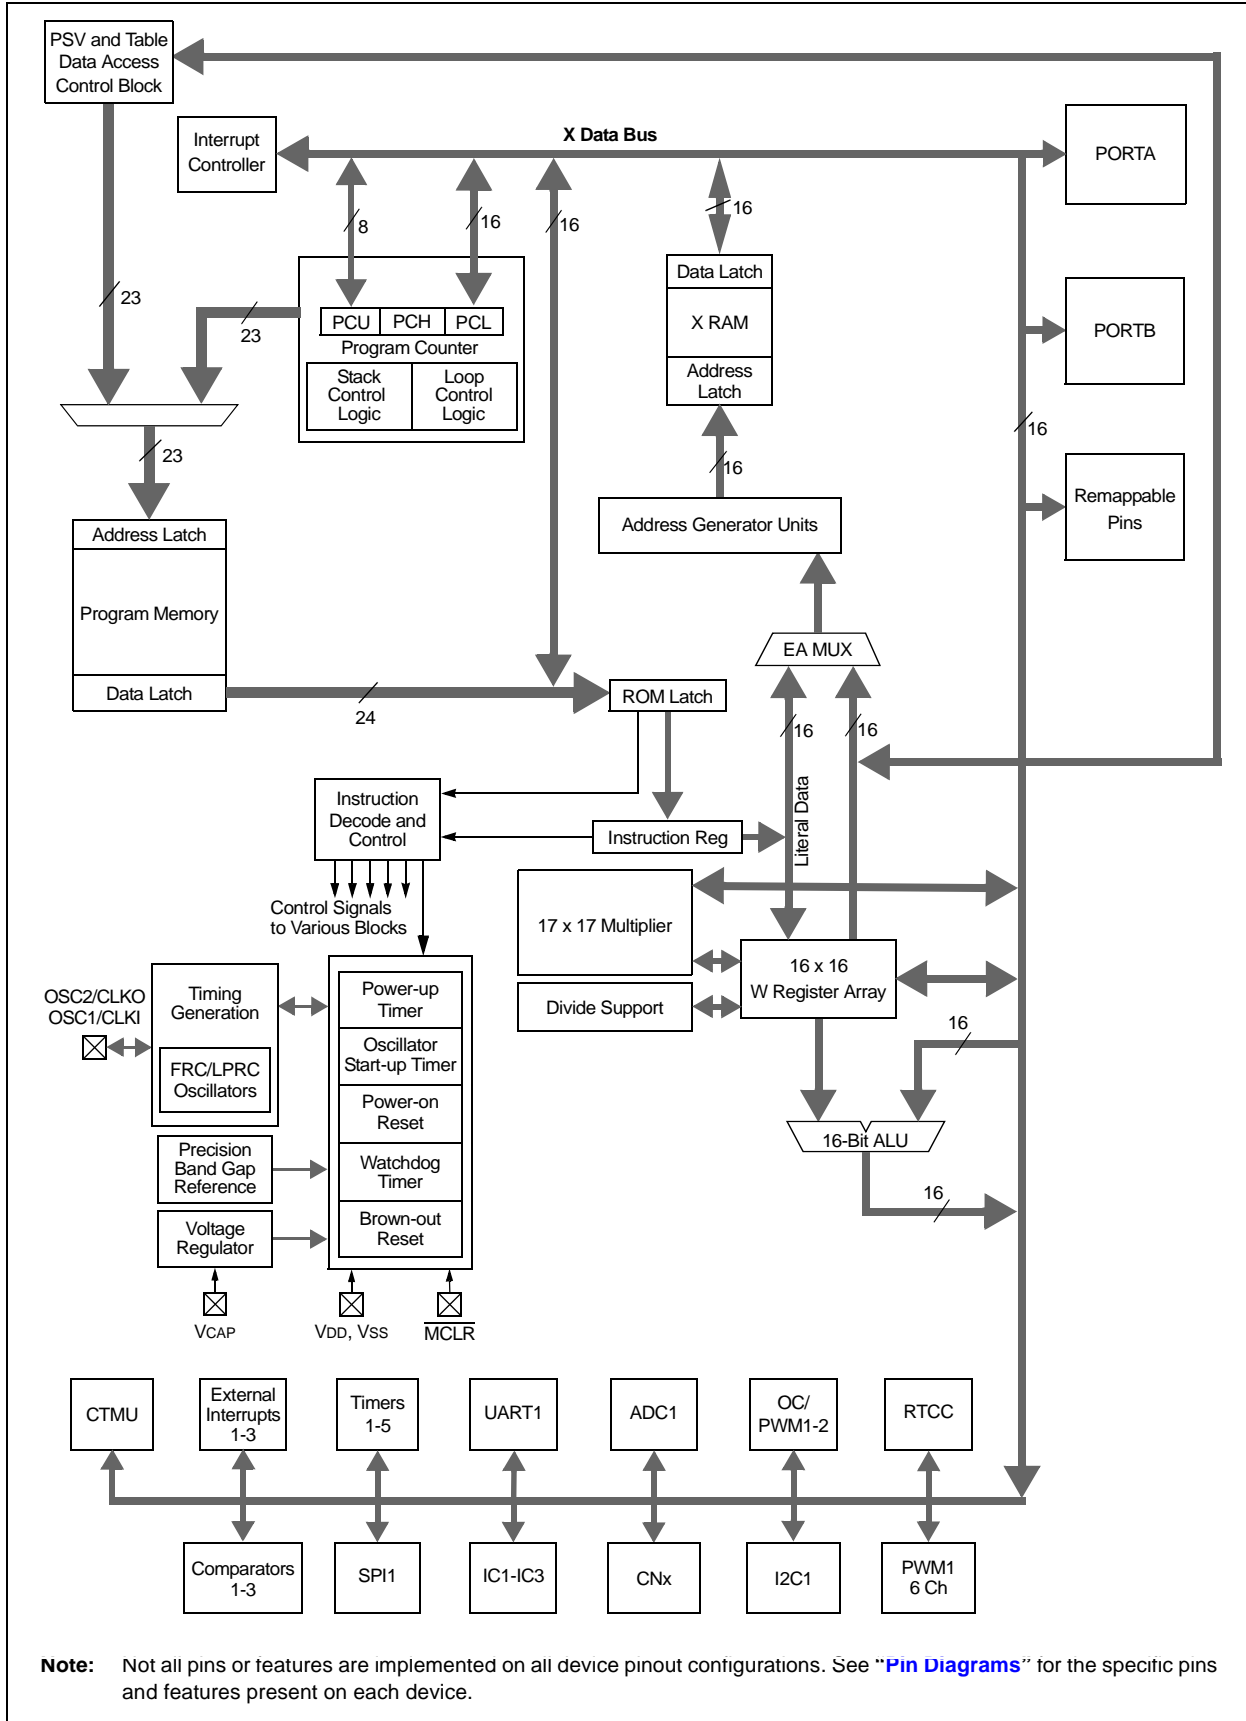 PSV and Table
Data Access
Control Block
Interrupt
Controller
X Data Bus
PORTA
8
16
16
16
Data Latch
X RAM
Address
Latch
23
23
PCU
PCH
PCL
Program Counter
Stack
Control
Logic
Loop
Control
Logic
PORTB
16
23
16
Address Latch
Program Memory
Data Latch
Address Generator Units
Remappable
Pins
EA MUX
24
ROM Latch
16
16
Instruction
Decode and
Control
Instruction Reg
Literal Data
Control Signals
to Various Blocks
17 x 17 Multiplier
16 x 16
W Register Array
Divide Support
OSC2/CLKO
OSC1/CLKI
Timing
Generation
FRC/LPRC
Oscillators
Power-up
Timer
Oscillator
Start-up Timer
Power-on
Reset
Watchdog
Timer
Brown-out
Reset
16
16-Bit ALU
16
Precision
Band Gap
Reference
Voltage
Regulator
VCAP
VDD, VSS
MCLR
CTMU
External
Interrupts
1-3
Timers
1-5
UART1
ADC1
OC/
PWM1-2
RTCC
Comparators
1-3
SPI1
IC1-IC3
CNx
I2C1
PWM1
6 Ch
Note: Not all pins or features are implemented on all device pinout configurations. See “Pin Diagrams” for the specific pins
and features present on each device.